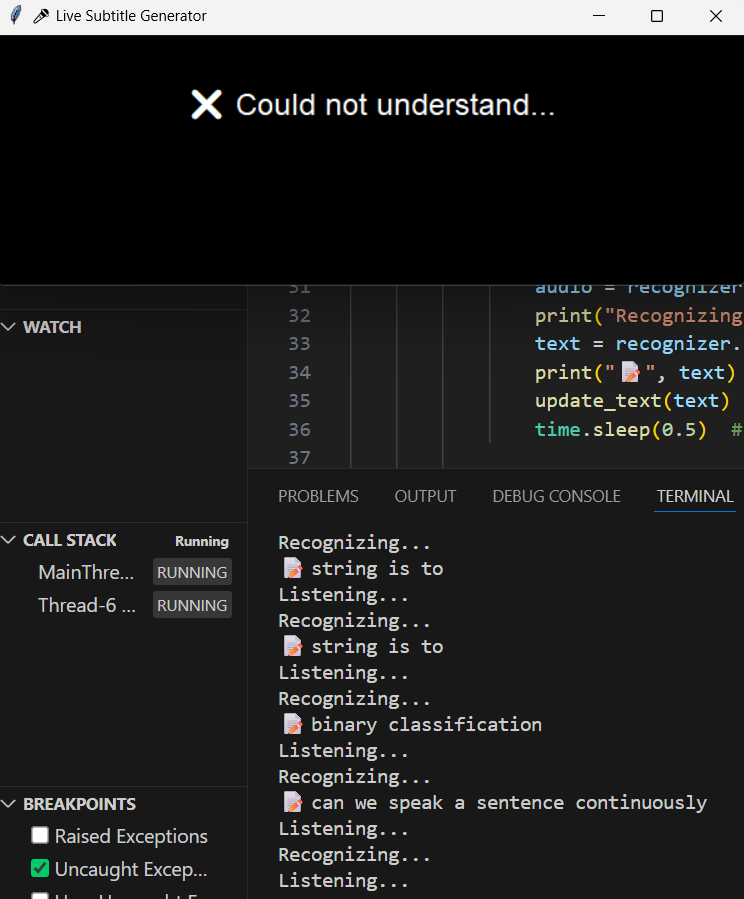 Live Subtitle Generator
❌ Could not understand...
31 audio = recognizer
32 print("Recognizing
33 text = recognizer.
34 print("📝", text)
35 update_text(text)
36 time.sleep(0.5) #
37
WATCH
CALL STACK Running
MainThre... RUNNING
Thread-6 ... RUNNING
BREAKPOINTS
Raised Exceptions
Uncaught Excep...
PROBLEMS OUTPUT DEBUG CONSOLE TERMINAL
Recognizing...
📝 string is to
Listening...
Recognizing...
📝 string is to
Listening...
Recognizing...
📝 binary classification
Listening...
Recognizing...
📝 can we speak a sentence continuously
Listening...
Recognizing...
Listening...